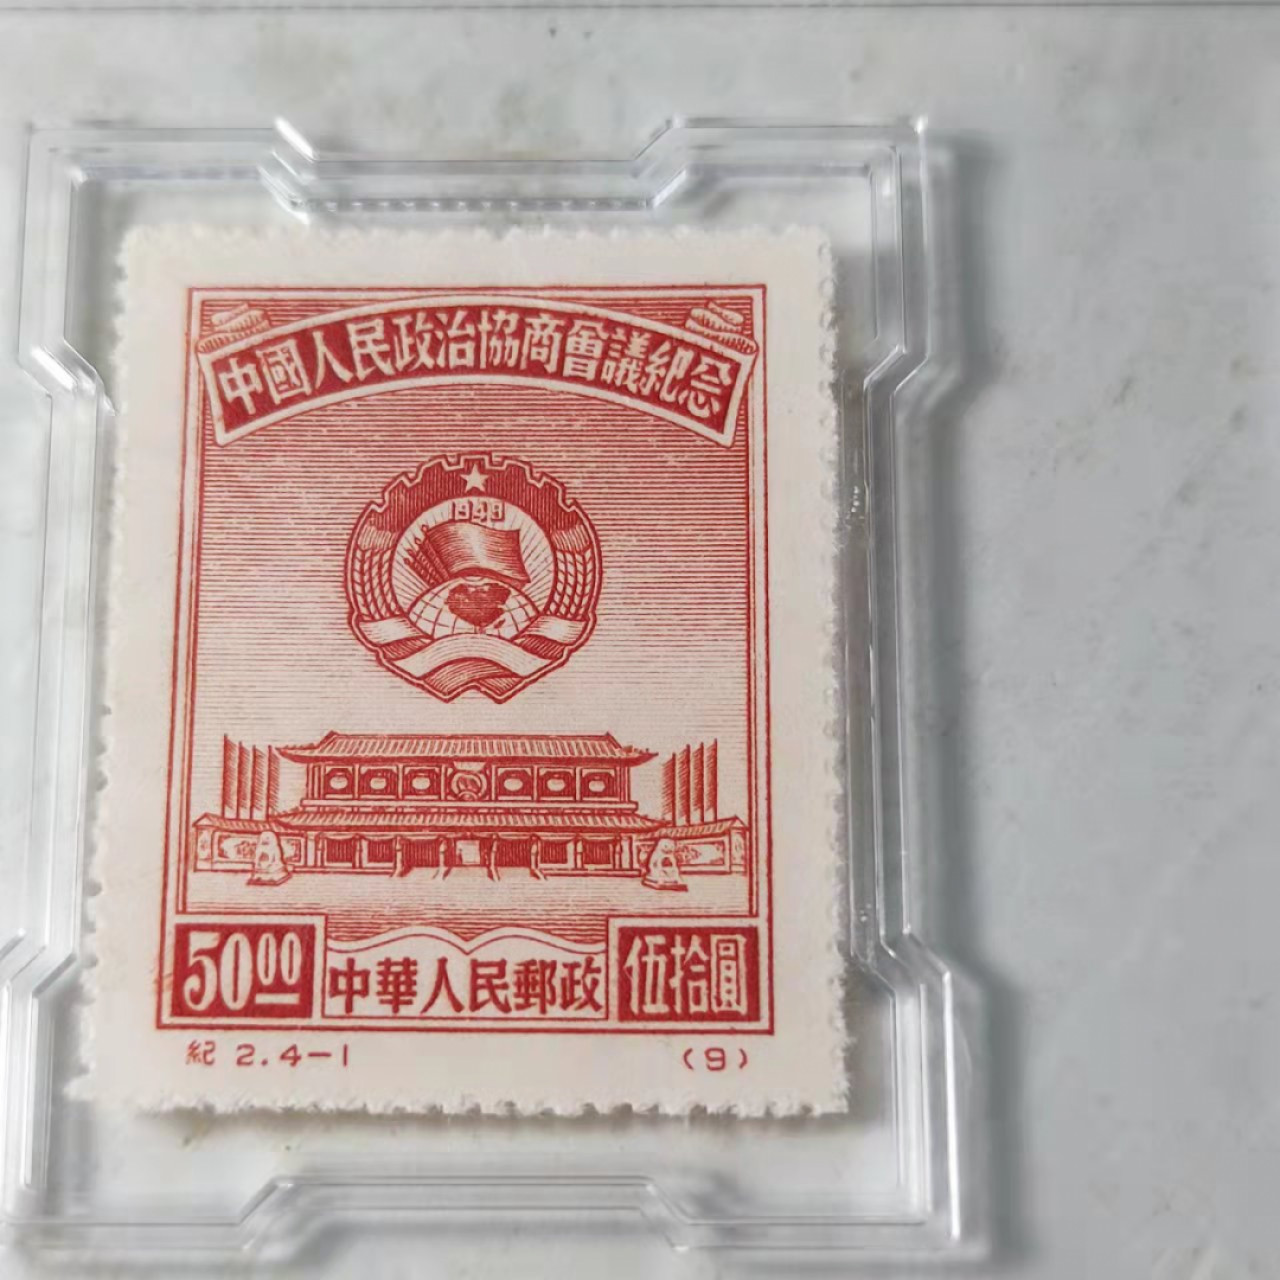 中國人民政治協商會議紀念
1949
50.00 中華人民郵政 伍拾圓
紀 2.4-1 (9)